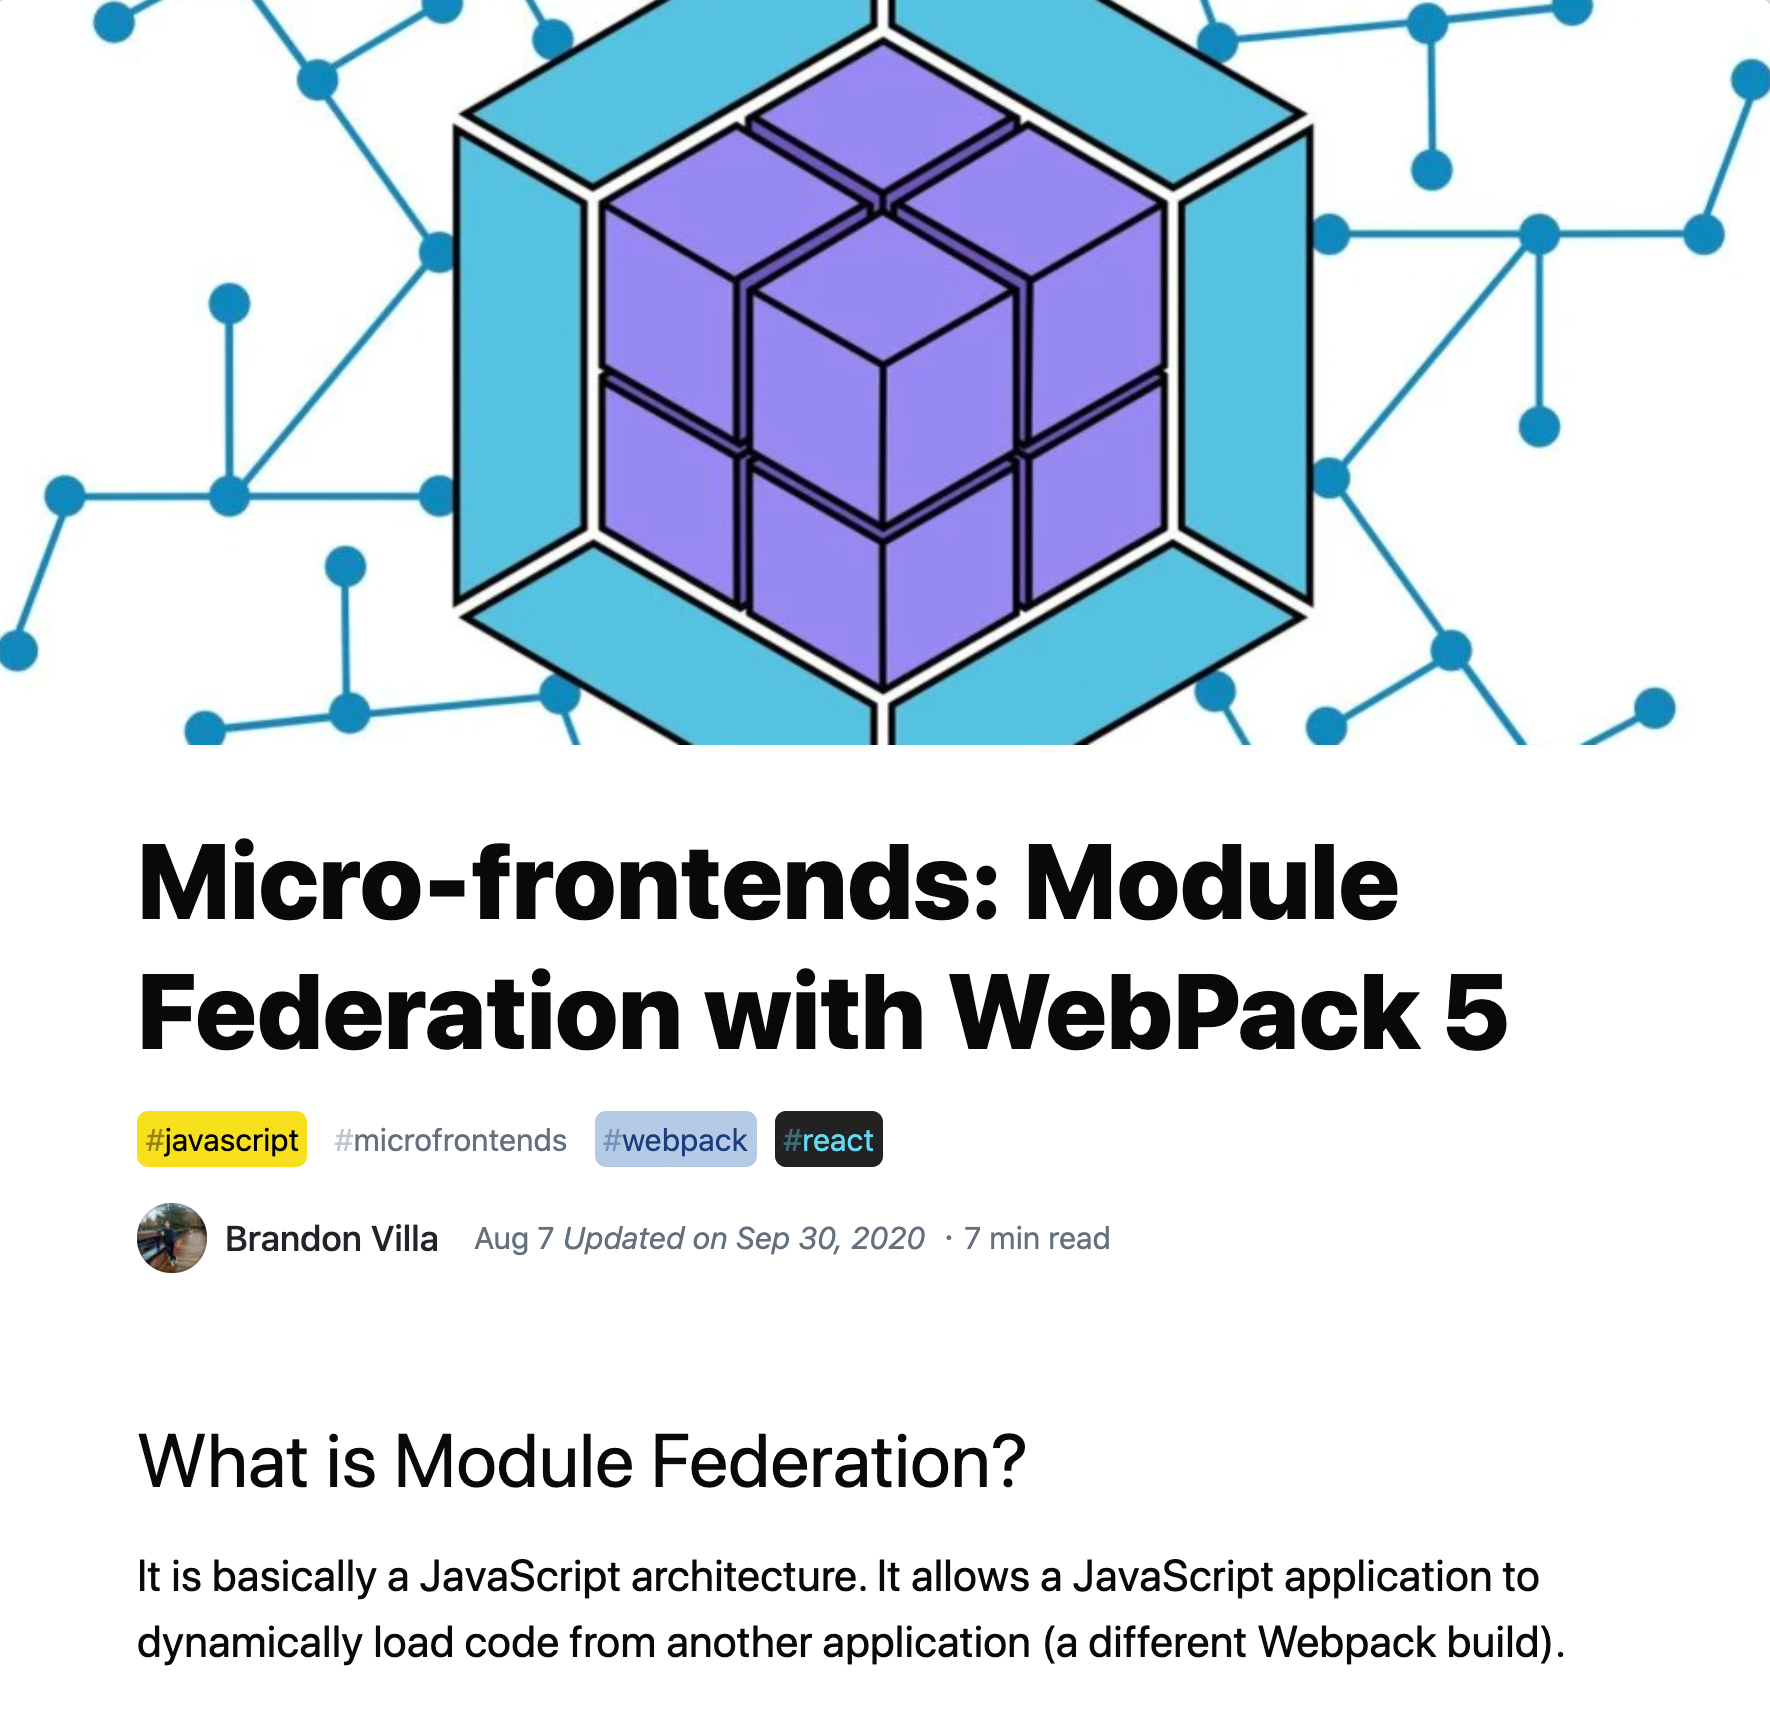 Micro-frontends: Module
Federation with WebPack 5
#javascript #microfrontends #webpack #react
Brandon Villa Aug 7 Updated on Sep 30, 2020 · 7 min read
What is Module Federation?
It is basically a JavaScript architecture. It allows a JavaScript application to
dynamically load code from another application (a different Webpack build).